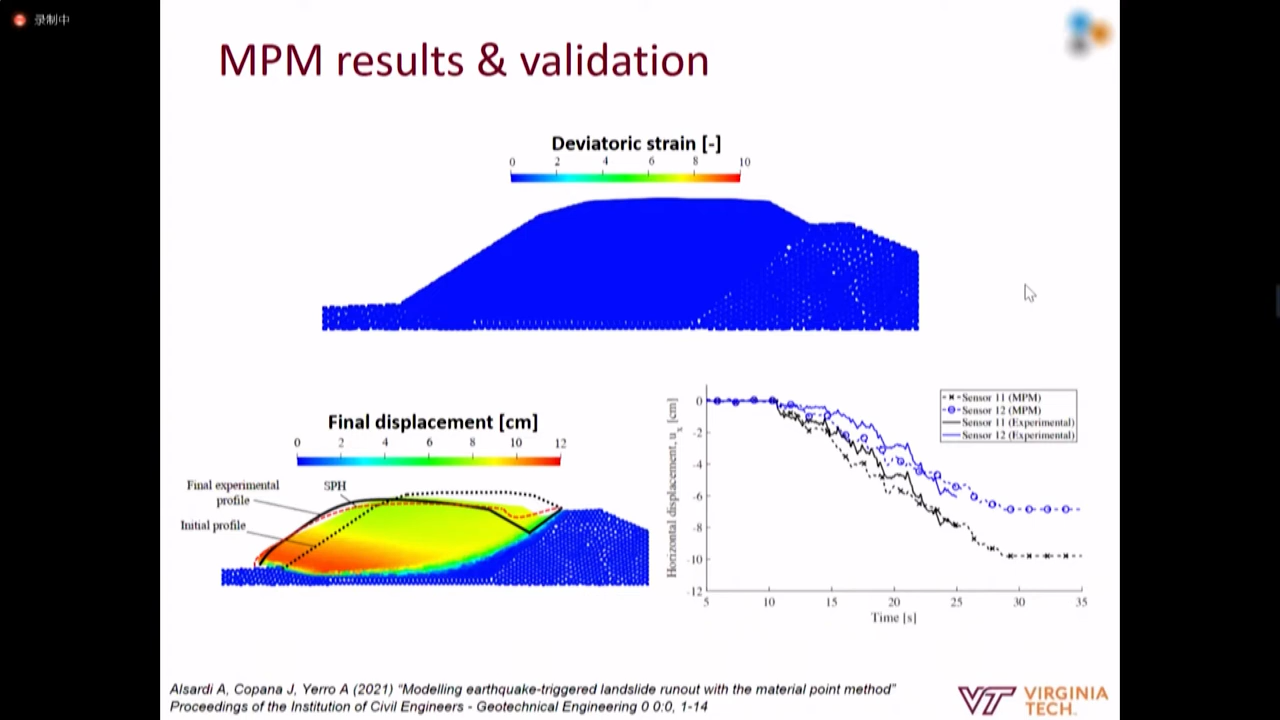 录制中
MPM results & validation
Deviatoric strain [-]
0 2 4 6 8 10
Final displacement [cm]
0 2 4 6 8 10 12
Final experimental
profile
SPH
Initial profile
Sensor 11 (MPM)
Sensor 12 (MPM)
Sensor 11 (Experimental)
Sensor 12 (Experimental)
Horizontal displacement, ux [cm]
0
-2
-4
-6
-8
-10
-12
5 10 15 20 25 30 35
Time [s]
Alsardi A, Copana J, Yerro A (2021) “Modelling earthquake-triggered landslide runout with the material point method”
Proceedings of the Institution of Civil Engineers - Geotechnical Engineering 0 0:0, 1-14
VT VIRGINIA
TECH.